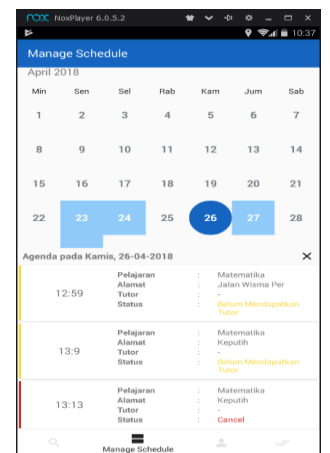 NOX NoxPlayer 6.0.5.2
10:37
Manage Schedule
April 2018
Min Sen Sel Rab Kam Jum Sab
1 2 3 4 5 6 7
8 9 10 11 12 13 14
15 16 17 18 19 20 21
22 23 24 25 26 27 28
Agenda pada Kamis, 26-04-2018
12:59
Pelajaran : Matematika
Alamat : Jalan Wisma Per
Tutor : -
Status : Belum Mendapatkan
Tutor
13:9
Pelajaran : Matematika
Alamat : Keputih
Tutor : -
Status : Belum Mendapatkan
Tutor
13:13
Pelajaran : Matematika
Alamat : Keputih
Tutor : -
Status : Cancel
Manage Schedule